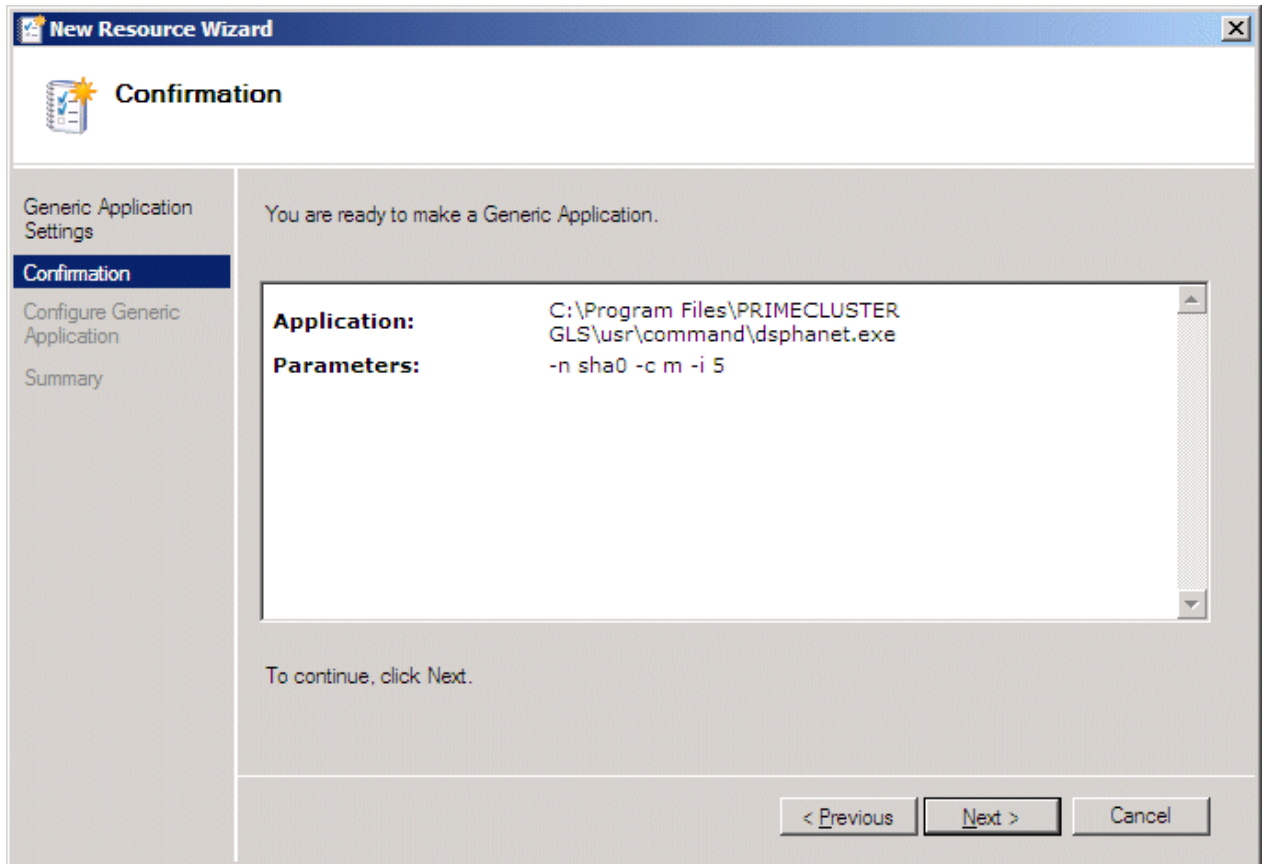 New Resource Wizard
Confirmation
Generic Application
Settings
Confirmation
Configure Generic
Application
Summary
You are ready to make a Generic Application.
Application:
C:\Program Files\PRIMECLUSTER
GLS\usr\command\dsphanet.exe
Parameters:
-n sha0 -c m -i 5
To continue, click Next.
< Previous
Next >
Cancel